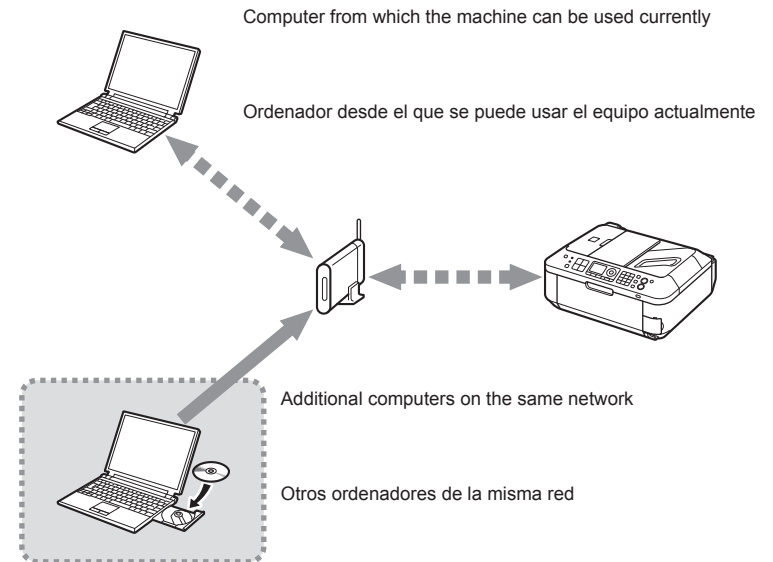 Computer from which the machine can be used currently
Ordenador desde el que se puede usar el equipo actualmente
Additional computers on the same network
Otros ordenadores de la misma red